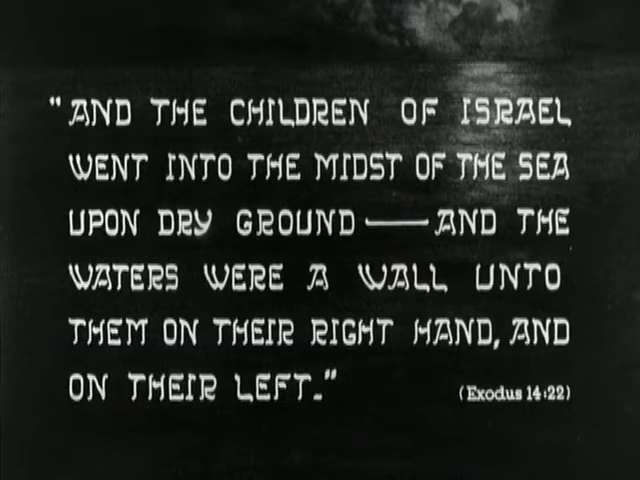 "AND THE CHILDREN OF ISRAEL
WENT INTO THE MIDST OF THE SEA
UPON DRY GROUND — AND THE
WATERS WERE A WALL UNTO
THEM ON THEIR RIGHT HAND, AND
ON THEIR LEFT."
(Exodus 14:22)